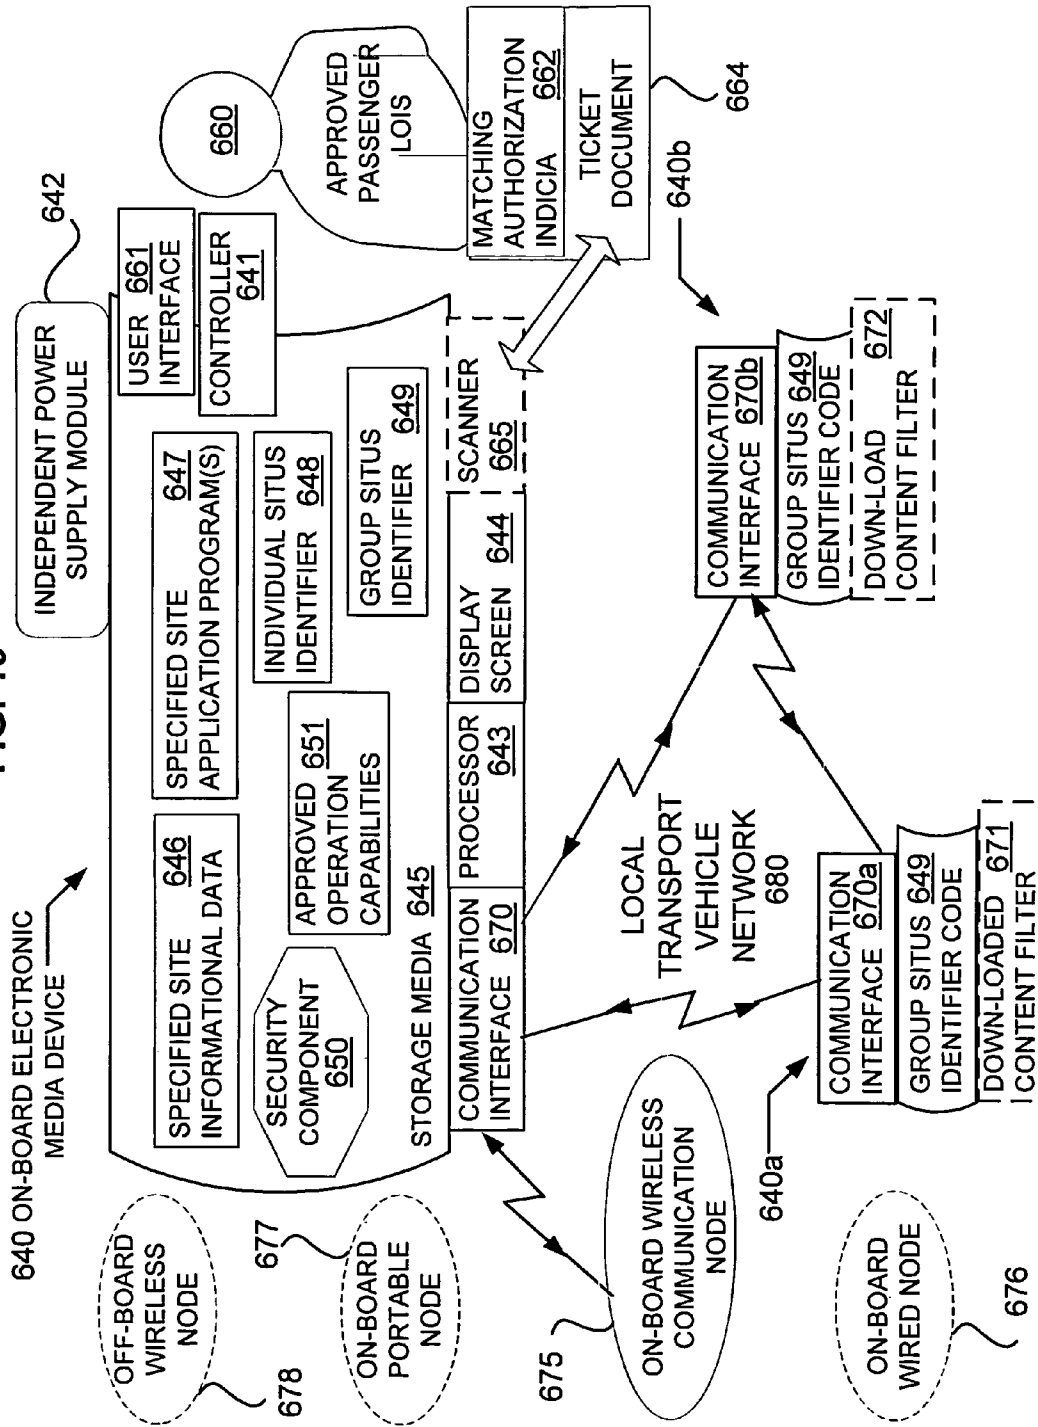 640 ON-BOARD ELECTRONIC
MEDIA DEVICE
INDEPENDENT POWER
SUPPLY MODULE
642
SPECIFIED SITE 646
INFORMATIONAL DATA
SPECIFIED SITE 647
APPLICATION PROGRAM(S)
USER 661
INTERFACE
CONTROLLER
641
SECURITY
COMPONENT
650
APPROVED 651
OPERATION
CAPABILITIES
INDIVIDUAL SITUS
IDENTIFIER 648
GROUP SITUS
IDENTIFIER 649
STORAGE MEDIA 645
COMMUNICATION
INTERFACE 670
PROCESSOR
643
DISPLAY
SCREEN 644
SCANNER
665
660
APPROVED
PASSENGER
LOIS
MATCHING
AUTHORIZATION
INDICIA 662
TICKET
DOCUMENT
664
OFF-BOARD
WIRELESS
NODE
678
677
ON-BOARD
PORTABLE
NODE
675
ON-BOARD WIRELESS
COMMUNICATION
NODE
ON-BOARD
WIRED NODE
676
LOCAL
TRANSPORT
VEHICLE
NETWORK
680
640a
COMMUNICATION
INTERFACE 670a
GROUP SITUS 649
IDENTIFIER CODE
DOWN-LOADED 671
CONTENT FILTER
640b
COMMUNICATION
INTERFACE 670b
GROUP SITUS 649
IDENTIFIER CODE
DOWN-LOAD 672
CONTENT FILTER